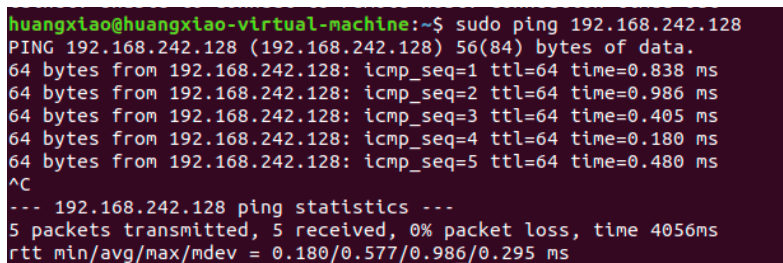 huangxiao@huangxiao-virtual-machine:~$ sudo ping 192.168.242.128
PING 192.168.242.128 (192.168.242.128) 56(84) bytes of data.
64 bytes from 192.168.242.128: icmp_seq=1 ttl=64 time=0.838 ms
64 bytes from 192.168.242.128: icmp_seq=2 ttl=64 time=0.986 ms
64 bytes from 192.168.242.128: icmp_seq=3 ttl=64 time=0.405 ms
64 bytes from 192.168.242.128: icmp_seq=4 ttl=64 time=0.180 ms
64 bytes from 192.168.242.128: icmp_seq=5 ttl=64 time=0.480 ms
^C
--- 192.168.242.128 ping statistics ---
5 packets transmitted, 5 received, 0% packet loss, time 4056ms
rtt min/avg/max/mdev = 0.180/0.577/0.986/0.295 ms